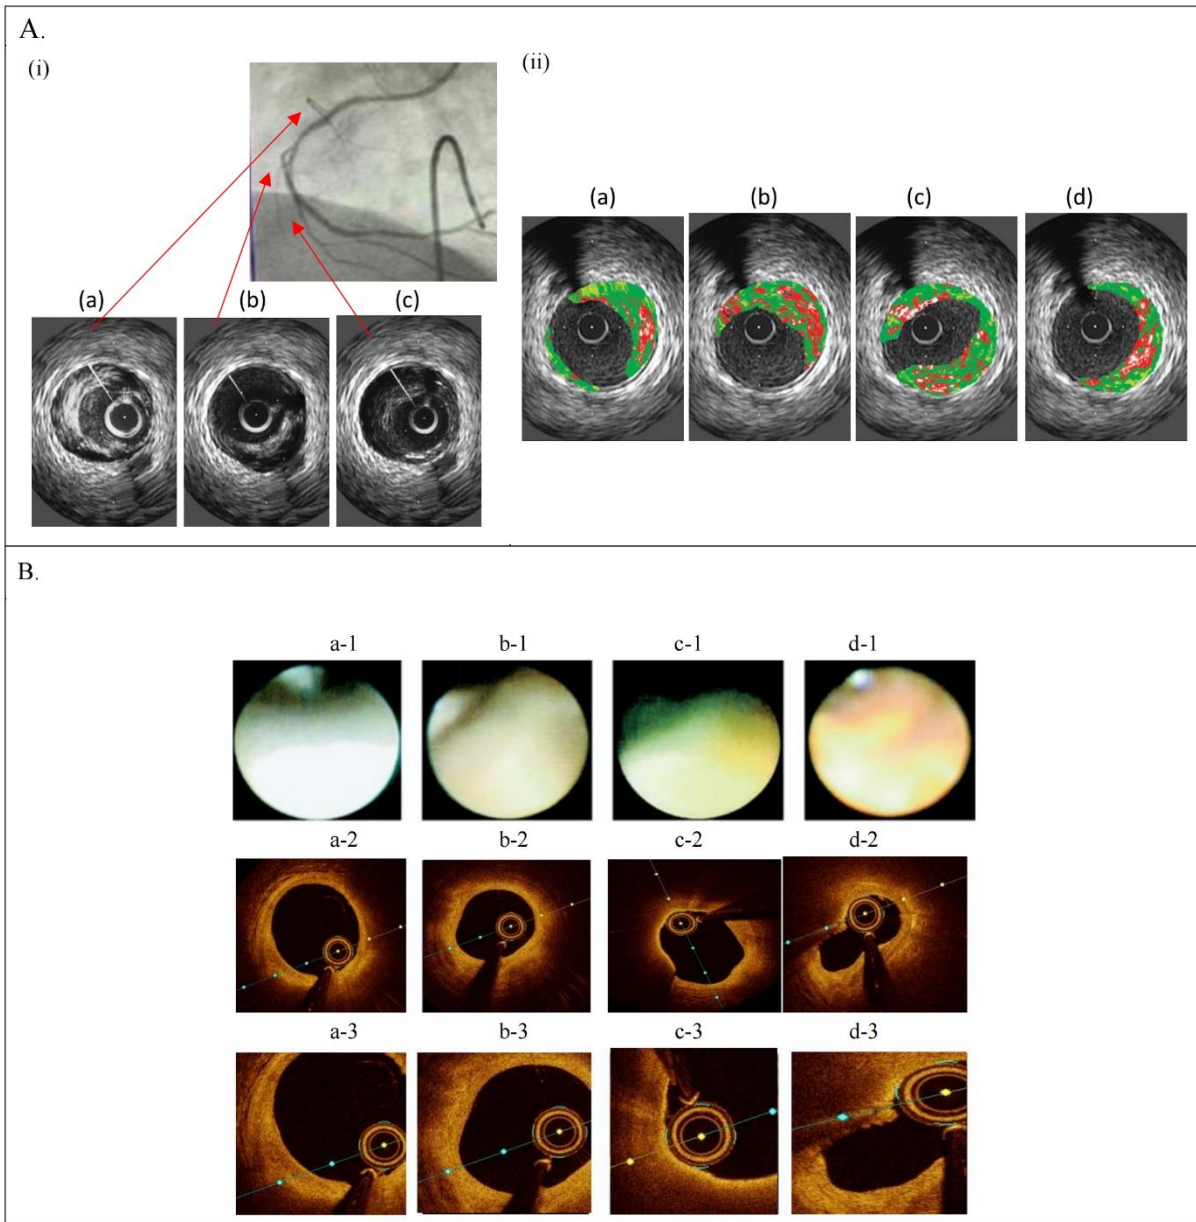 A.
(i)
(ii)
(a)
(b)
(c)
(d)
(a)
(b)
(c)
B.
a-1
b-1
c-1
d-1
a-2
b-2
c-2
d-2
a-3
b-3
c-3
d-3